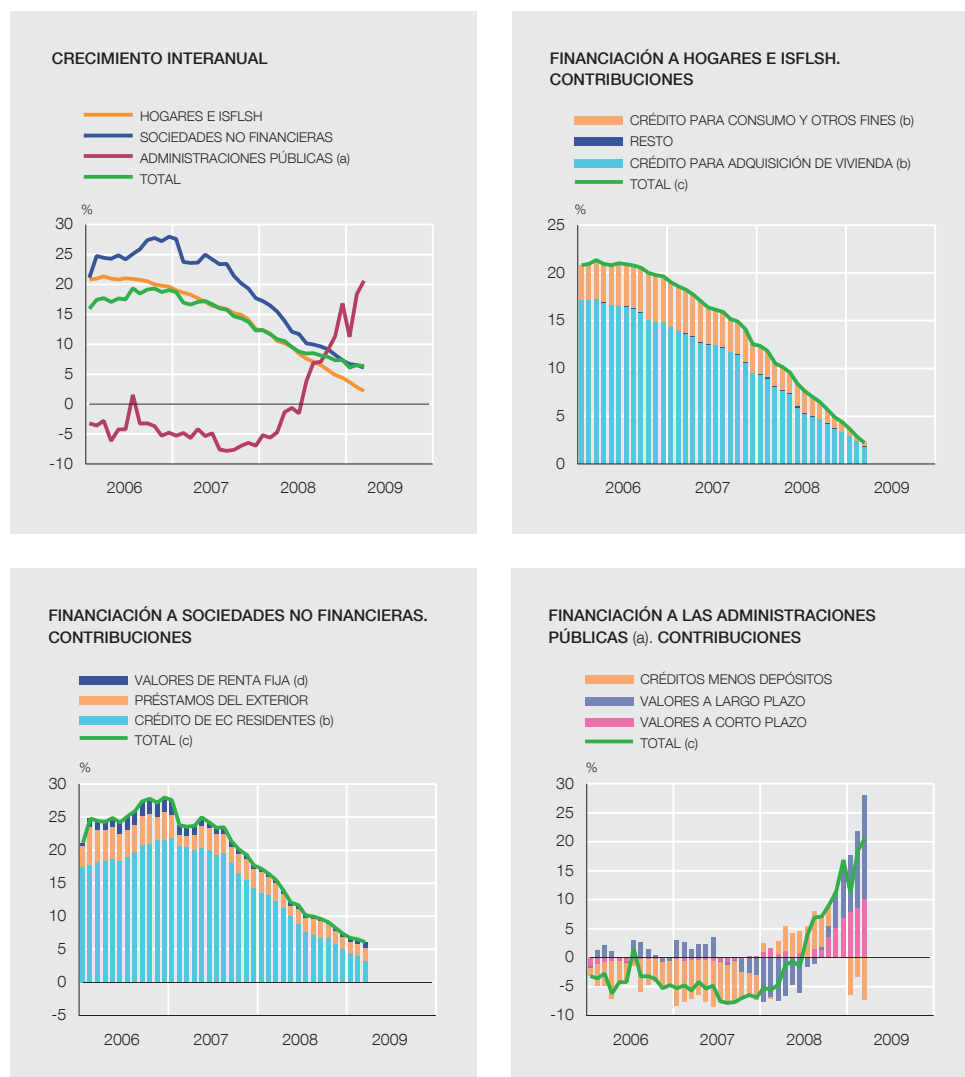 CRECIMIENTO INTERANUAL
HOGARES E ISFLSH
SOCIEDADES NO FINANCIERAS
ADMINISTRACIONES PÚBLICAS (a)
TOTAL
%
30
25
20
15
10
5
0
-5
-10
2006 2007 2008 2009
FINANCIACIÓN A HOGARES E ISFLSH.
CONTRIBUCIONES
CRÉDITO PARA CONSUMO Y OTROS FINES (b)
RESTO
CRÉDITO PARA ADQUISICIÓN DE VIVIENDA (b)
TOTAL (c)
%
25
20
15
10
5
0
2006 2007 2008 2009
FINANCIACIÓN A SOCIEDADES NO FINANCIERAS.
CONTRIBUCIONES
VALORES DE RENTA FIJA (d)
PRÉSTAMOS DEL EXTERIOR
CRÉDITO DE EC RESIDENTES (b)
TOTAL (c)
%
30
25
20
15
10
5
0
-5
2006 2007 2008 2009
FINANCIACIÓN A LAS ADMINISTRACIONES
PÚBLICAS (a). CONTRIBUCIONES
CRÉDITOS MENOS DEPÓSITOS
VALORES A LARGO PLAZO
VALORES A CORTO PLAZO
TOTAL (c)
%
30
25
20
15
10
5
0
-5
-10
2006 2007 2008 2009